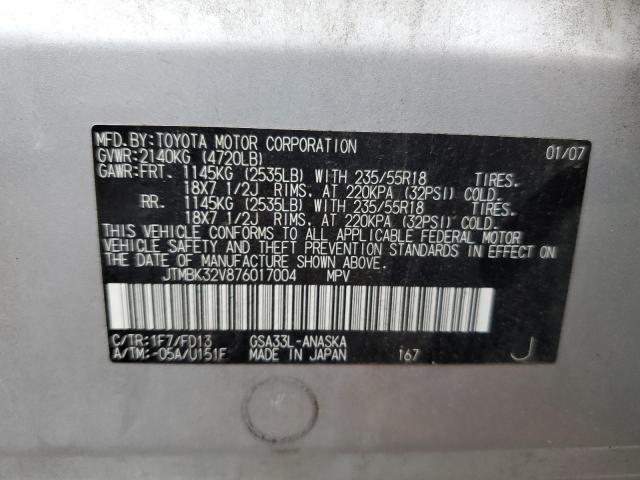 MFD.BY:TOYOTA MOTOR CORPORATION 01/07
GVWR:2140KG (4720LB)
GAWR:FRT. 1145KG (2535LB) WITH 235/55R18 TIRES.
18X7 1/2J RIMS, AT 220KPA (32PSI) COLD.
RR. 1145KG (2535LB) WITH 235/55R18 TIRES.
18X7 1/2J RIMS, AT 220KPA (32PSI) COLD.
THIS VEHICLE CONFORMS TO ALL APPLICABLE FEDERAL MOTOR
VEHICLE SAFETY AND THEFT PREVENTION STANDARDS IN EFFECT ON
THE DATE OF MANUFACTURE SHOWN ABOVE.
JTMBK32V876017004 MPV
C/TR:1F7/FD13 GSA33L-ANASKA
A/TM:-05A/U151F MADE IN JAPAN 167 J